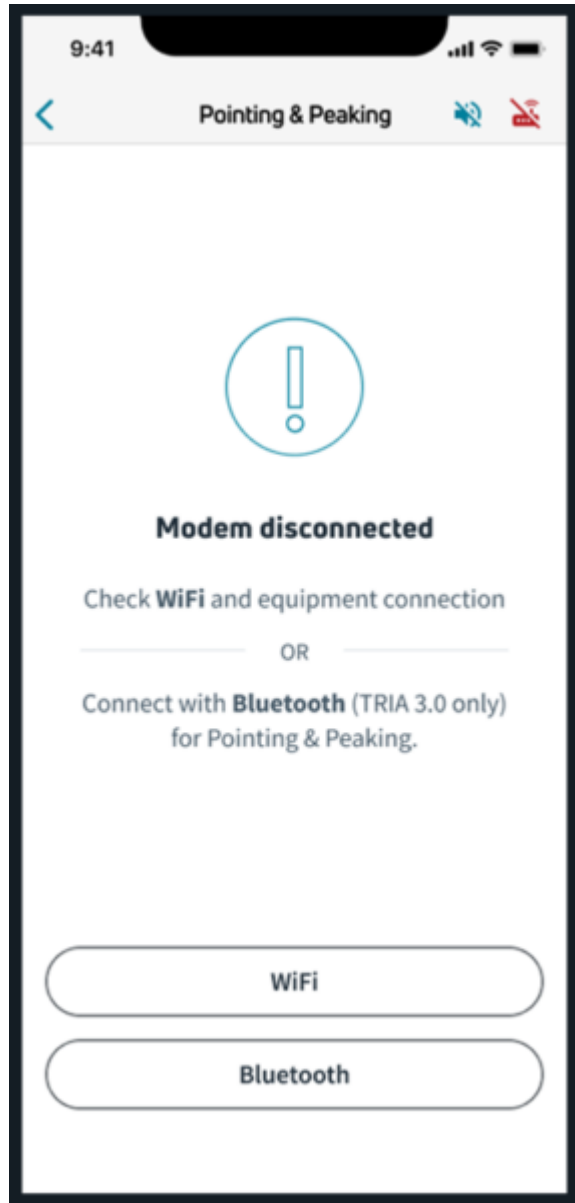 9:41
Pointing & Peaking
Modem disconnected
Check WiFi and equipment connection
OR
Connect with Bluetooth (TRIA 3.0 only)
for Pointing & Peaking.
WiFi
Bluetooth